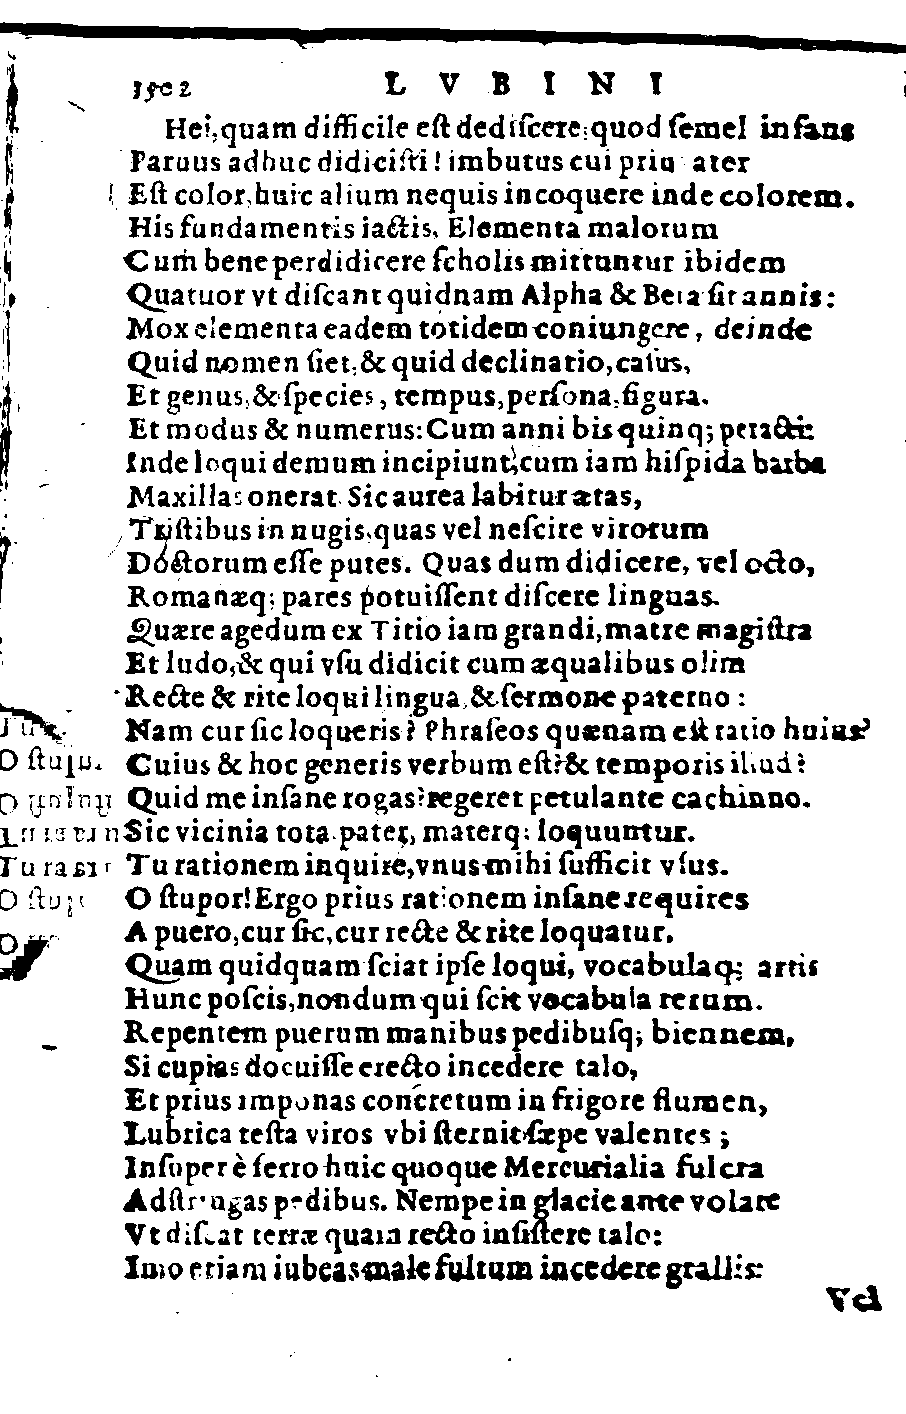 1502 LVBINI
Hei, quam difficile est dediscere, quod semel infans
Paruus adhuc didicisti! imbutus cui ater
Est color, huic alium nequis incoquere inde colorem.
His fundamentis iactis, Elementa malorum
Cum bene perdidicere scholis mittuntur ibidem
Quatuor vt discant quidnam Alpha & Beta sit annis:
Mox elementa eadem totidem coniungere, deinde
Quid nomen siet, & quid declinatio, casus,
Et genus, & species, tempus, persona, figura.
Et modus & numerus: Cum anni bis quinq; peracti:
Inde loqui demum incipiunt, cum iam hispida barba
Maxillas onerat. Sic aurea labitur ætas,
Tristibus in nugis, quas vel nescire virorum
Doctorum esse putes. Quas dum didicere, vel octo,
Romanæq; pares potuissent discere linguas.
Quære agedum ex Titio iam grandi, matre magistra
Et ludo, & qui vsu didicit cum æqualibus olim
Recte & rite loqui lingua, & sermone paterno:
Nam cur sic loqueris? Phraseos quænam est ratio huius?
Cuius & hoc generis verbum est? & temporis illud?
Quid me insane rogas? regeret petulante cachinno.
Sic vicinia tota pater, materq; loquuntur.
Tu rationem inquire, vnus mihi sufficit vsus.
O stupor! Ergo prius rationem insane requires
A puero, cur sic, cur recte & rite loquatur.
Quam quidquam sciat ipse loqui, vocabulaq; artis
Hunc poscis, nondum qui scit vocabula rerum.
Repentem puerum manibus pedibusq; biennem,
Si cupias docuisse erecto incedere talo,
Et prius imponas concretum in frigore flumen,
Lubrica testa viros vbi sternit sæpe valentes;
Insuper è ferro huic quoque Mercurialia fulcra
Adstringas pedibus. Nempe in glacie ante volare
Vt discat terræ quam recto insistere talo:
Imo etiam iubeas male fultum incedere grallis:
Vel